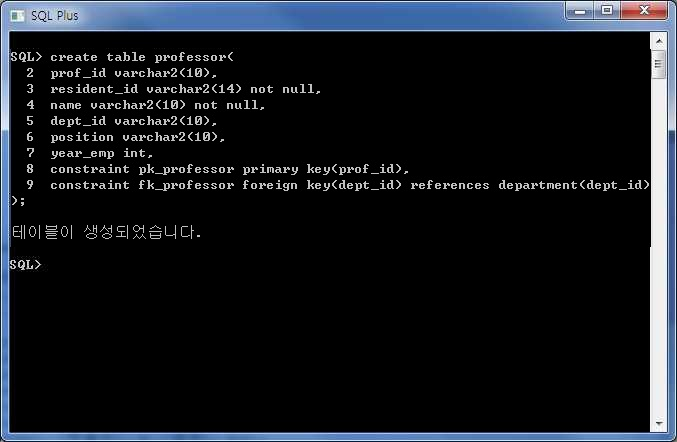 SQL Plus
SQL> create table professor(
2 prof_id varchar2(10),
3 resident_id varchar2(14) not null,
4 name varchar2(10) not null,
5 dept_id varchar2(10),
6 position varchar2(10),
7 year_emp int,
8 constraint pk_professor primary key(prof_id),
9 constraint fk_professor foreign key(dept_id) references department(dept_id)
);
테이블이 생성되었습니다.
SQL>